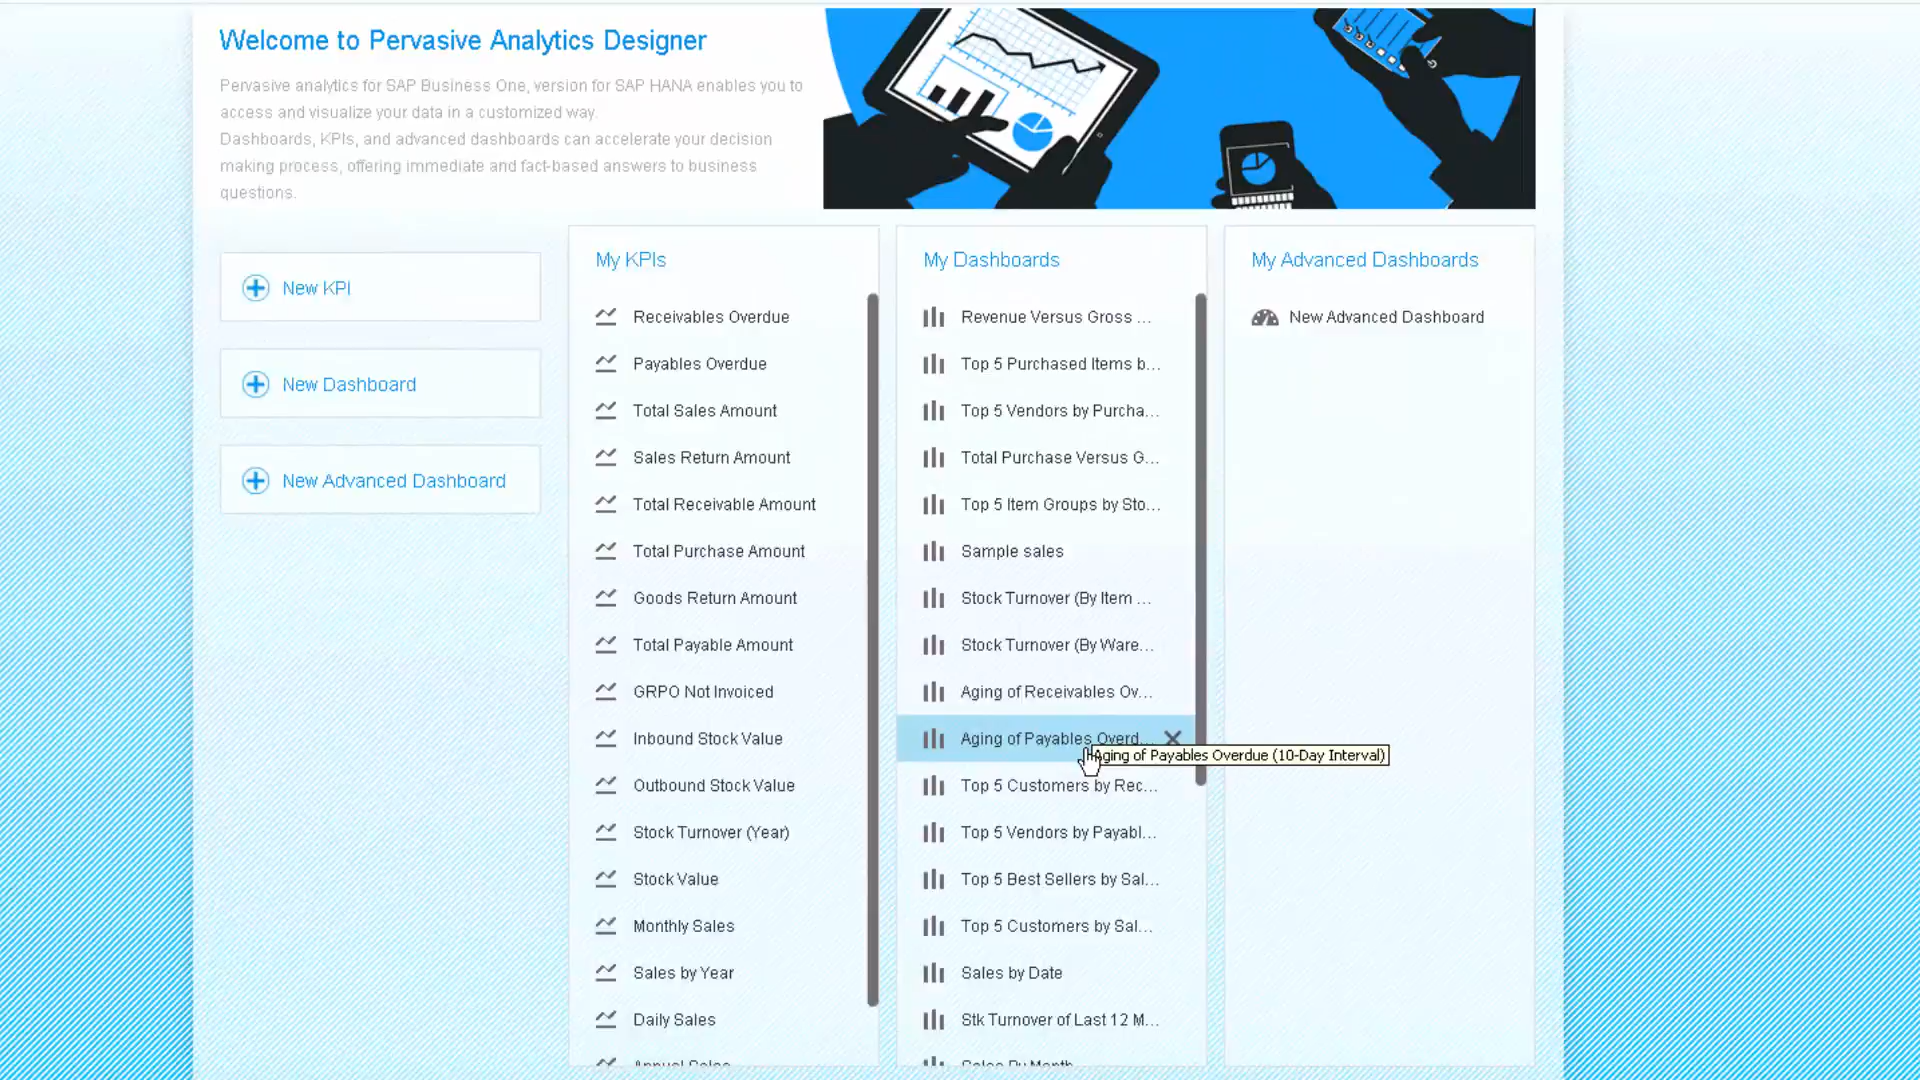 Welcome to Pervasive Analytics Designer
Pervasive analytics for SAP Business One, version for SAP HANA enables you to
access and visualize your data in a customized way.
Dashboards, KPIs, and advanced dashboards can accelerate your decision
making process, offering immediate and fact-based answers to business
questions.
New KPI
New Dashboard
New Advanced Dashboard
My KPIs
Receivables Overdue
Payables Overdue
Total Sales Amount
Sales Return Amount
Total Receivable Amount
Total Purchase Amount
Goods Return Amount
Total Payable Amount
GRPO Not Invoiced
Inbound Stock Value
Outbound Stock Value
Stock Turnover (Year)
Stock Value
Monthly Sales
Sales by Year
Daily Sales
Annual Sales
My Dashboards
Revenue Versus Gross ...
Top 5 Purchased Items b...
Top 5 Vendors by Purcha...
Total Purchase Versus G...
Top 5 Item Groups by Sto...
Sample sales
Stock Turnover (By Item ...
Stock Turnover (By Ware...
Aging of Receivables Ov...
Aging of Payables Overd...
Aging of Payables Overdue (10-Day Interval)
Top 5 Customers by Rec...
Top 5 Vendors by Payabl...
Top 5 Best Sellers by Sal...
Top 5 Customers by Sal...
Sales by Date
Stk Turnover of Last 12 M...
Sales By Month
My Advanced Dashboards
New Advanced Dashboard